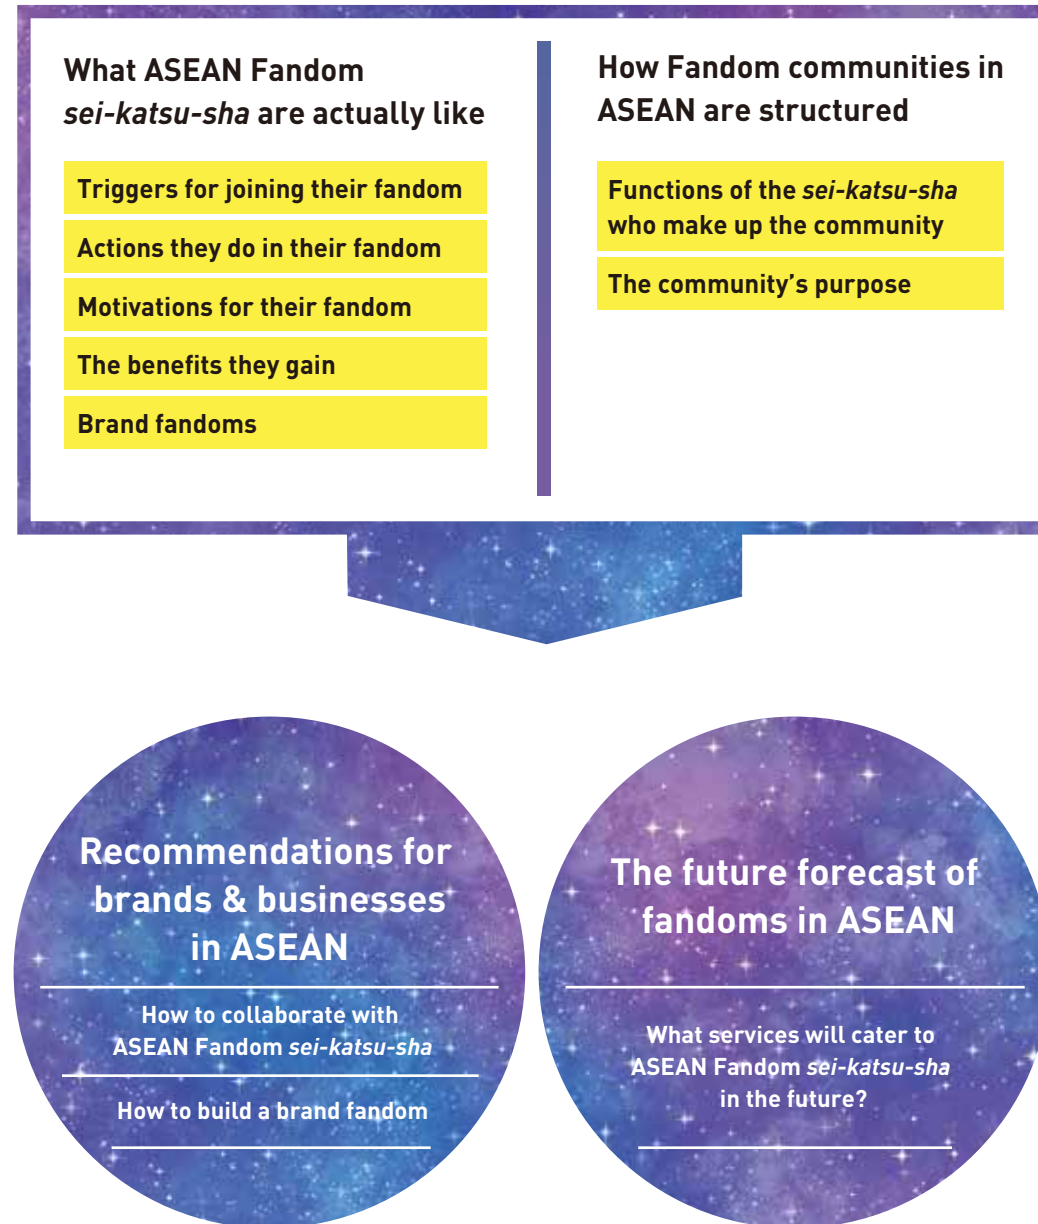 What ASEAN Fandom
sei-katsu-sha are actually like
Triggers for joining their fandom
Actions they do in their fandom
Motivations for their fandom
The benefits they gain
Brand fandoms
How Fandom communities in
ASEAN are structured
Functions of the sei-katsu-sha
who make up the community
The community’s purpose
Recommendations for
brands & businesses
in ASEAN
How to collaborate with
ASEAN Fandom sei-katsu-sha
How to build a brand fandom
The future forecast of
fandoms in ASEAN
What services will cater to
ASEAN Fandom sei-katsu-sha
in the future?